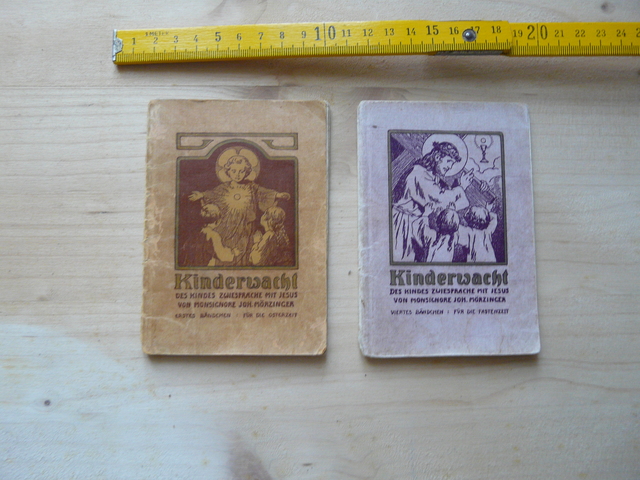 1 2 3 4 5 6 7 8 9 10 11 12 13 14 15 16 17 18 19 20 21 22 23 24
Kinderwacht
DES KINDES ZWIESPRACHE MIT JESUS
VON MONSIGNORE JOH. MÖRZINGER
ERSTES BÄNDCHEN · FÜR DIE OSTERZEIT
Kinderwacht
DES KINDES ZWIESPRACHE MIT JESUS
VON MONSIGNORE JOH. MÖRZINGER
VIERTES BÄNDCHEN · FÜR DIE FASTENZEIT